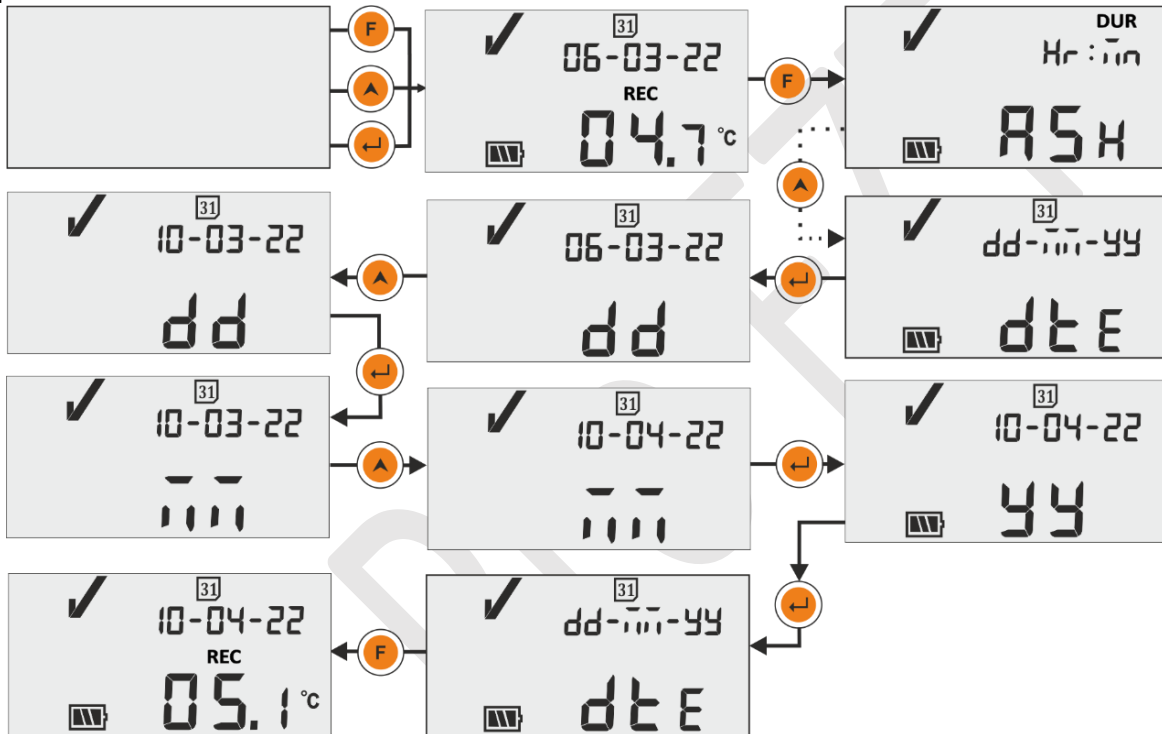 F
31
06-03-22
REC
04.7 °C
F
DUR
Hr:mn
ASH
31
10-03-22
dd
31
06-03-22
dd
31
dd-mm-yy
dtE
31
10-03-22
mm
31
10-04-22
mm
31
10-04-22
yy
31
10-04-22
REC
05.1 °C
F
31
dd-mm-yy
dtE